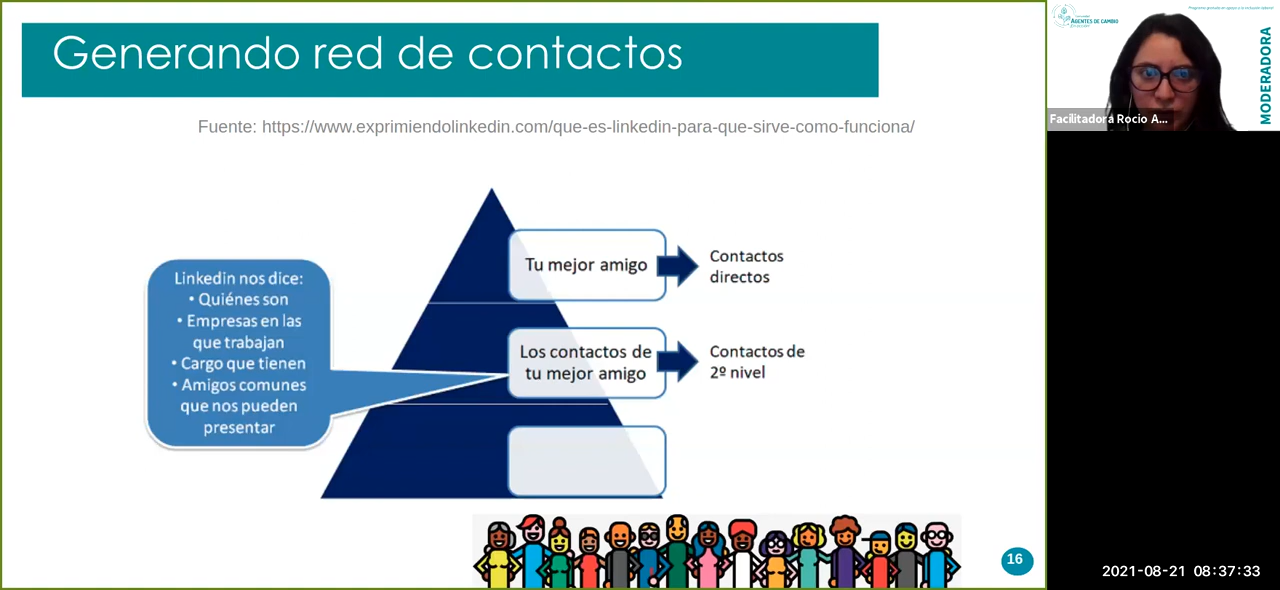 Generando red de contactos
Fuente: https://www.exprimiendolinkedin.com/que-es-linkedin-para-que-sirve-como-funciona/
Tu mejor amigo
Contactos
directos
Linkedin nos dice:
• Quiénes son
• Empresas en las
que trabajan
• Cargo que tienen
• Amigos comunes
que nos pueden
presentar
Los contactos de
tu mejor amigo
Contactos de
2º nivel
16
AGENTES DE CAMBIO
MODERADORA
Facilitadora Rocio A...
2021-08-21 08:37:33